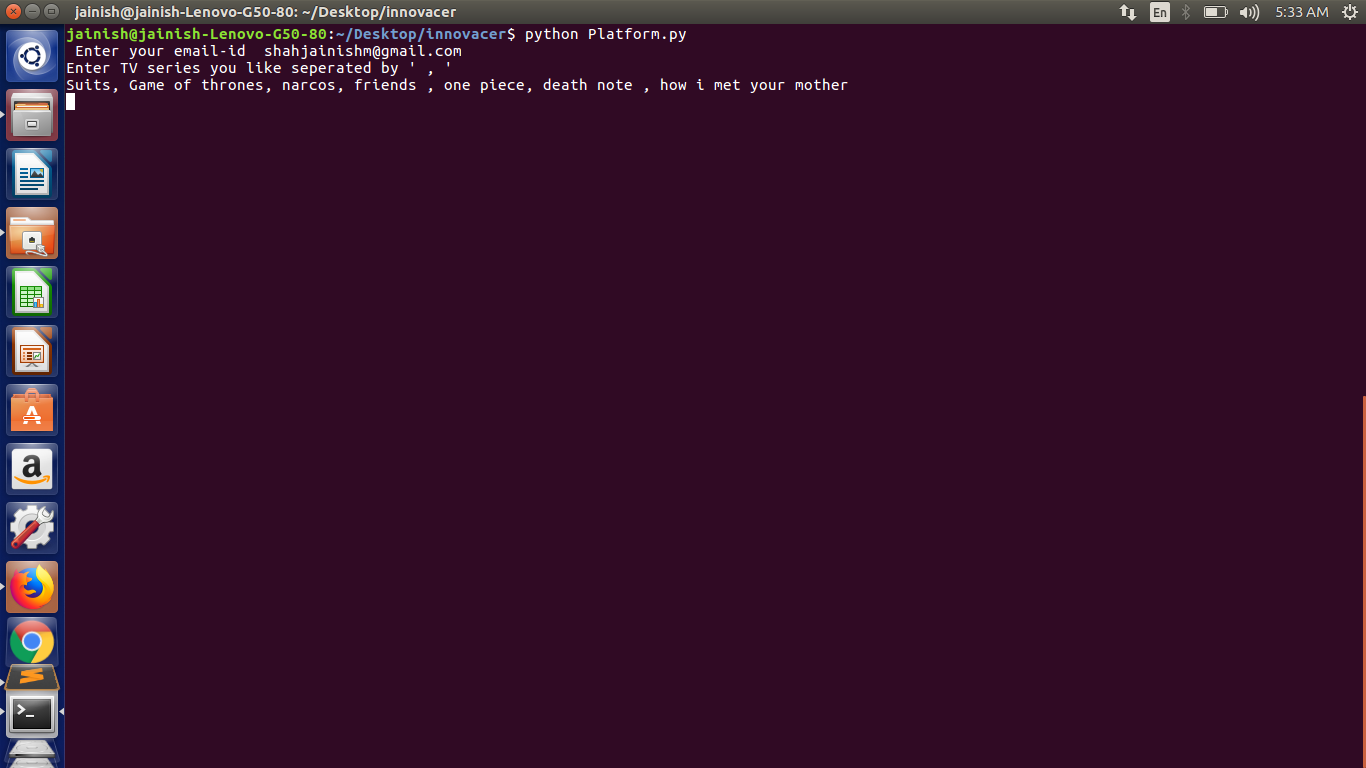 jainish@jainish-Lenovo-G50-80: ~/Desktop/innovacer
En
5:33 AM
jainish@jainish-Lenovo-G50-80:~/Desktop/innovacer$ python Platform.py
Enter your email-id  shahjainishm@gmail.com
Enter TV series you like seperated by ' , '
Suits, Game of thrones, narcos, friends , one piece, death note , how i met your mother